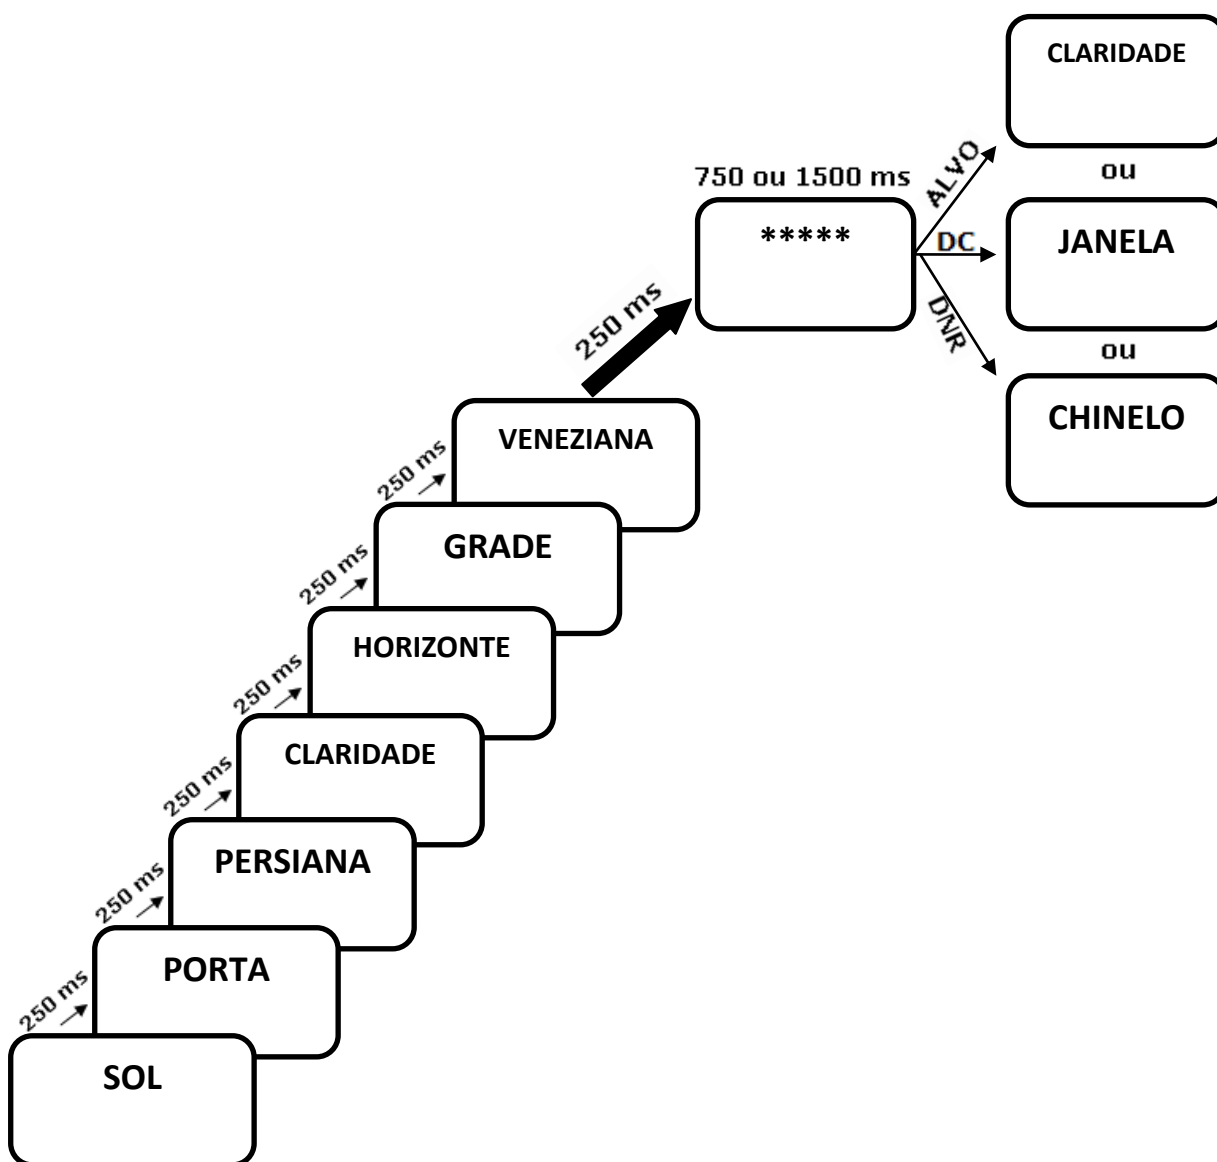 CLARIDADE
ou
750 ou 1500 ms
ALVO
*****
DC
JANELA
DNR
ou
CHINELO
250 ms
VENEZIANA
250 ms
GRADE
250 ms
HORIZONTE
250 ms
CLARIDADE
250 ms
PERSIANA
250 ms
PORTA
250 ms
SOL